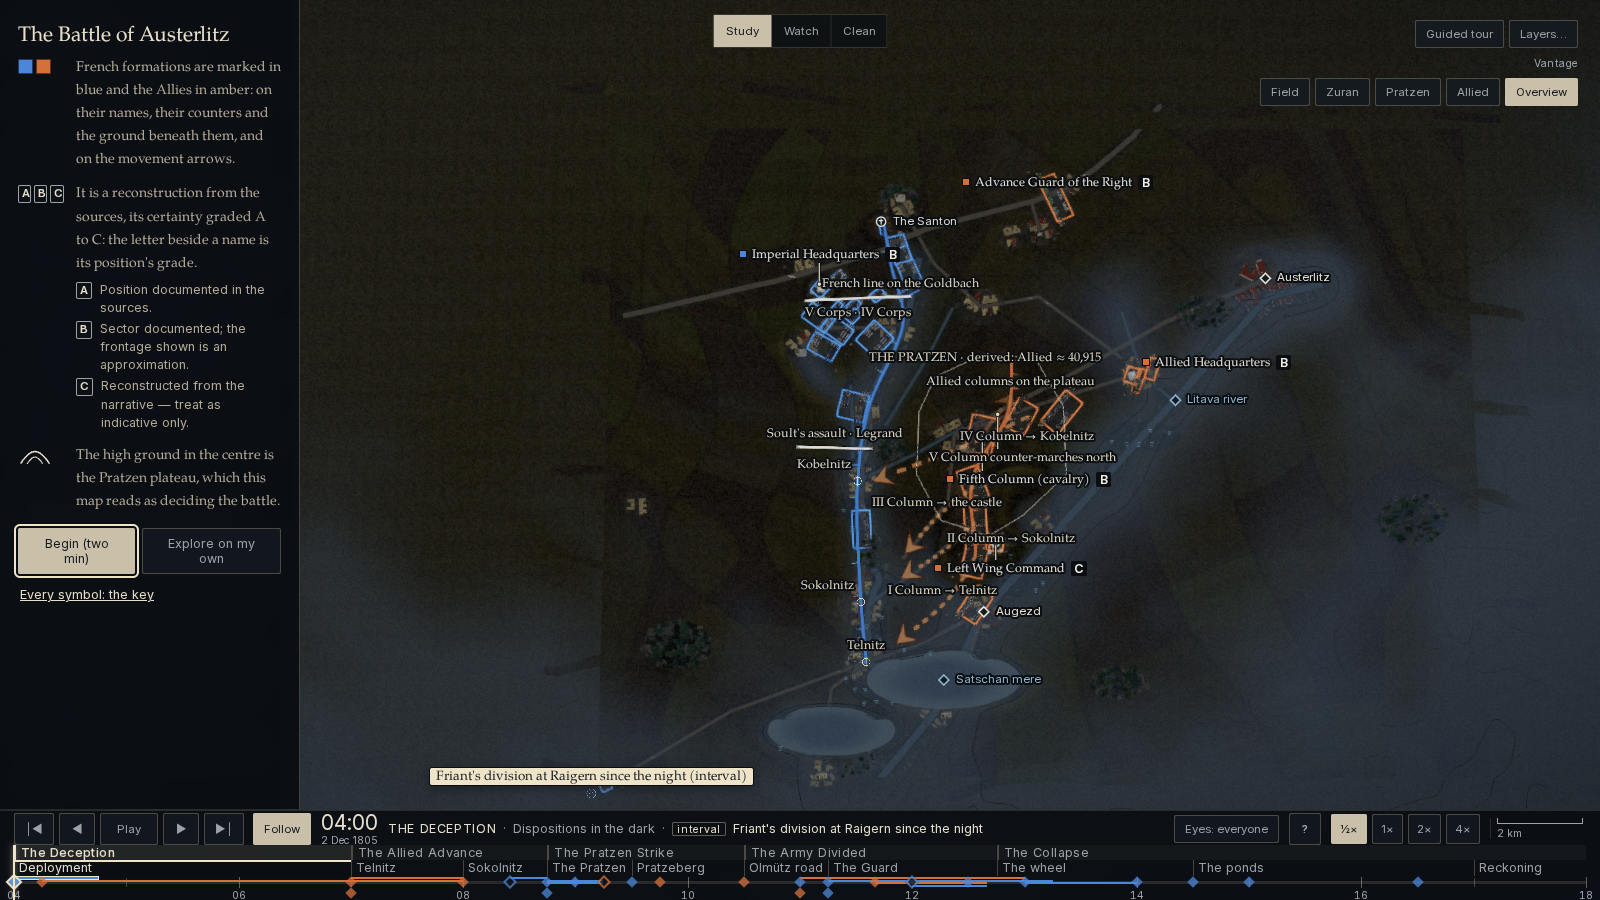 The Battle of Austerlitz
French formations are marked in
blue and the Allies in amber: on
their names, their counters and
the ground beneath them, and
on the movement arrows.
A B C
It is a reconstruction from the
sources, its certainty graded A
to C: the letter beside a name is
its position's grade.
A Position documented in the
sources.
B Sector documented; the
frontage shown is an
approximation.
C Reconstructed from the
narrative — treat as
indicative only.
The high ground in the centre is
the Pratzen plateau, which this
map reads as deciding the battle.
Begin (two
min)
Explore on my
own
Every symbol: the key
Study Watch Clean
Guided tour Layers…
Vantage
Field Zuran Pratzen Allied Overview
Advance Guard of the Right B
The Santon
Imperial Headquarters B
Austerlitz
French line on the Goldbach
V Corps · IV Corps
THE PRATZEN · derived: Allied ≈ 40,915
Allied Headquarters B
Allied columns on the plateau
Litava river
Soult's assault · Legrand
IV Column → Kobelnitz
V Column counter-marches north
Kobelnitz
Fifth Column (cavalry) B
III Column → the castle
II Column → Sokolnitz
Left Wing Command C
Sokolnitz
I Column → Telnitz
Augezd
Telnitz
Satschan mere
Friant's division at Raigern since the night (interval)
Play
Follow
04:00
2 Dec 1805
THE DECEPTION · Dispositions in the dark · interval Friant's division at Raigern since the night
Eyes: everyone ? ½× 1× 2× 4×
2 km
The Deception The Allied Advance The Pratzen Strike The Army Divided The Collapse
Deployment Telnitz Sokolnitz The Pratzen Pratzeberg Olmütz road The Guard The wheel The ponds Reckoning
04 06 08 10 12 14 16 18